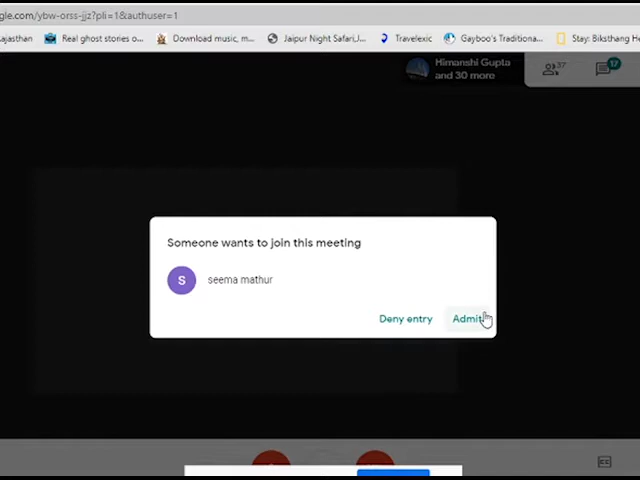 gle.com/ybw-orss-jjz?pli=1&authuser=1
ajasthan Real ghost stories o... Download music, m... Jaipur Night Safari,J... Travelexic Gayboo's Traditiona... Stay: Biksthang He
Himanshi Gupta
and 30 more
37
17
Someone wants to join this meeting
S seema mathur
Deny entry Admit